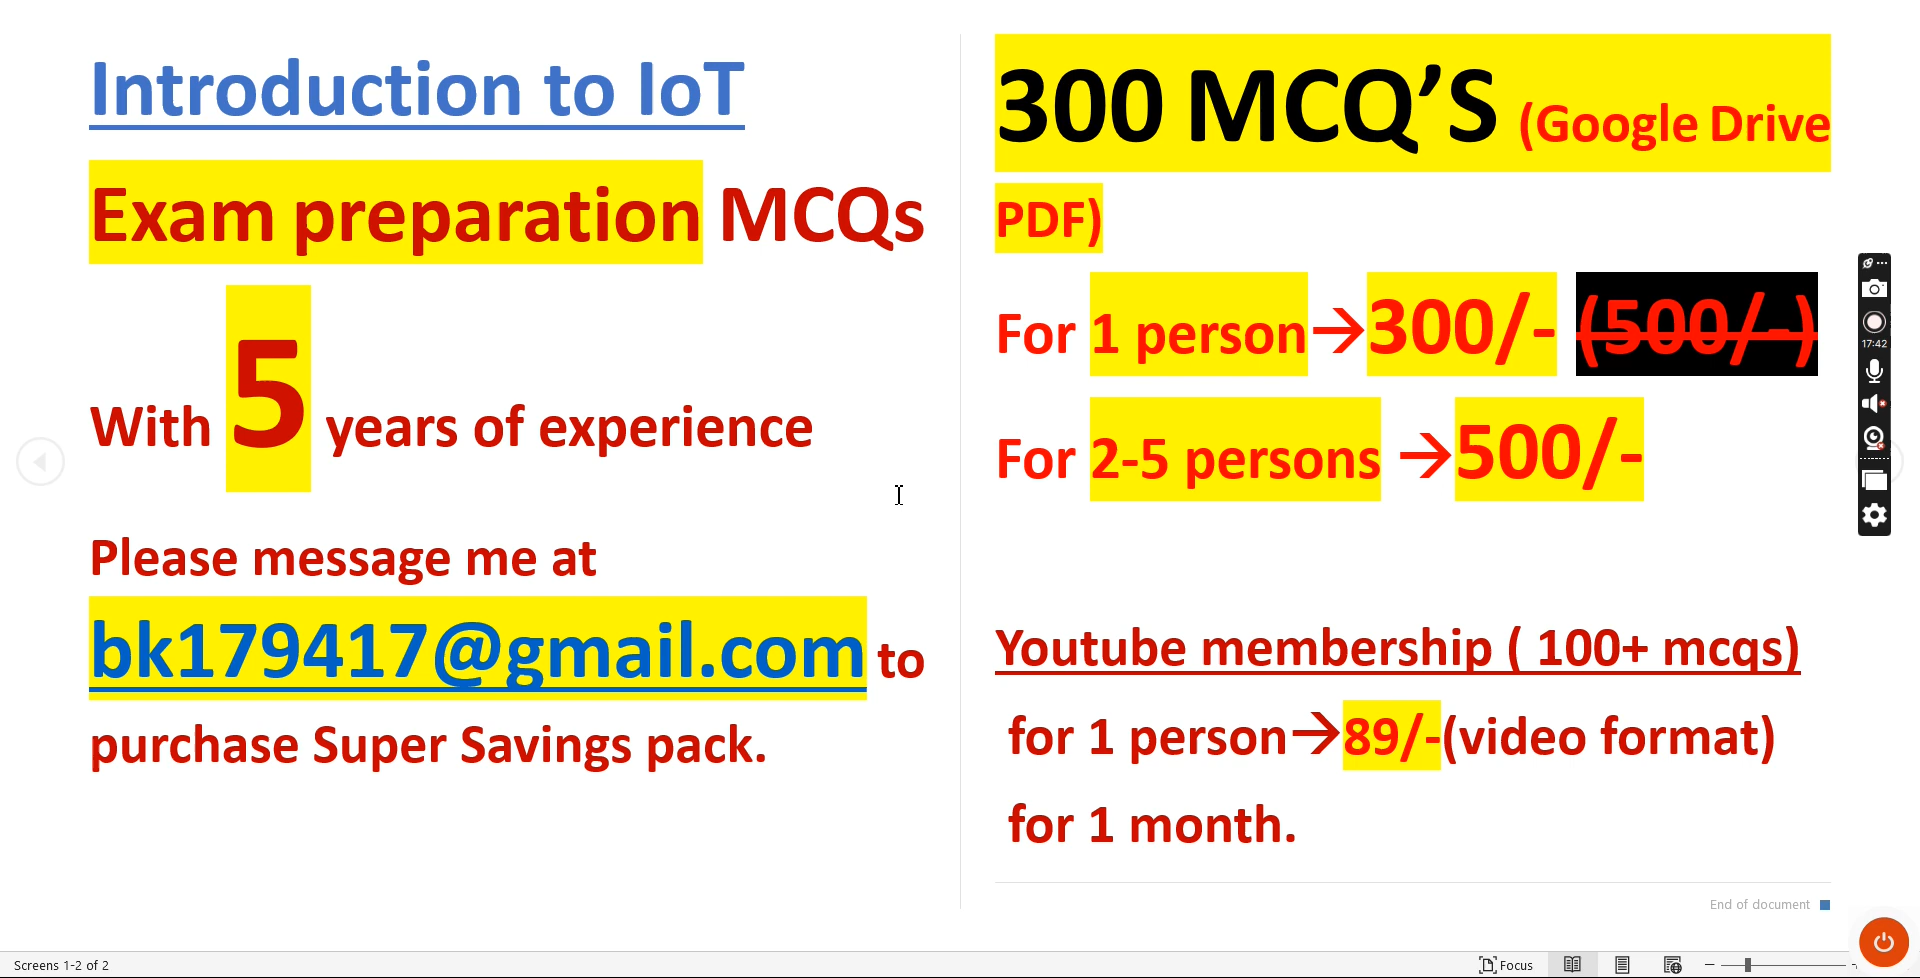 Introduction to IoT
Exam preparation MCQs
With 5 years of experience
Please message me at
bk179417@gmail.com to
purchase Super Savings pack.
300 MCQ’S (Google Drive
PDF)
For 1 person→300/- (500/-)
For 2-5 persons →500/-
Youtube membership ( 100+ mcqs)
for 1 person→89/-(video format)
for 1 month.
End of document
17:42
Screens 1-2 of 2
Focus